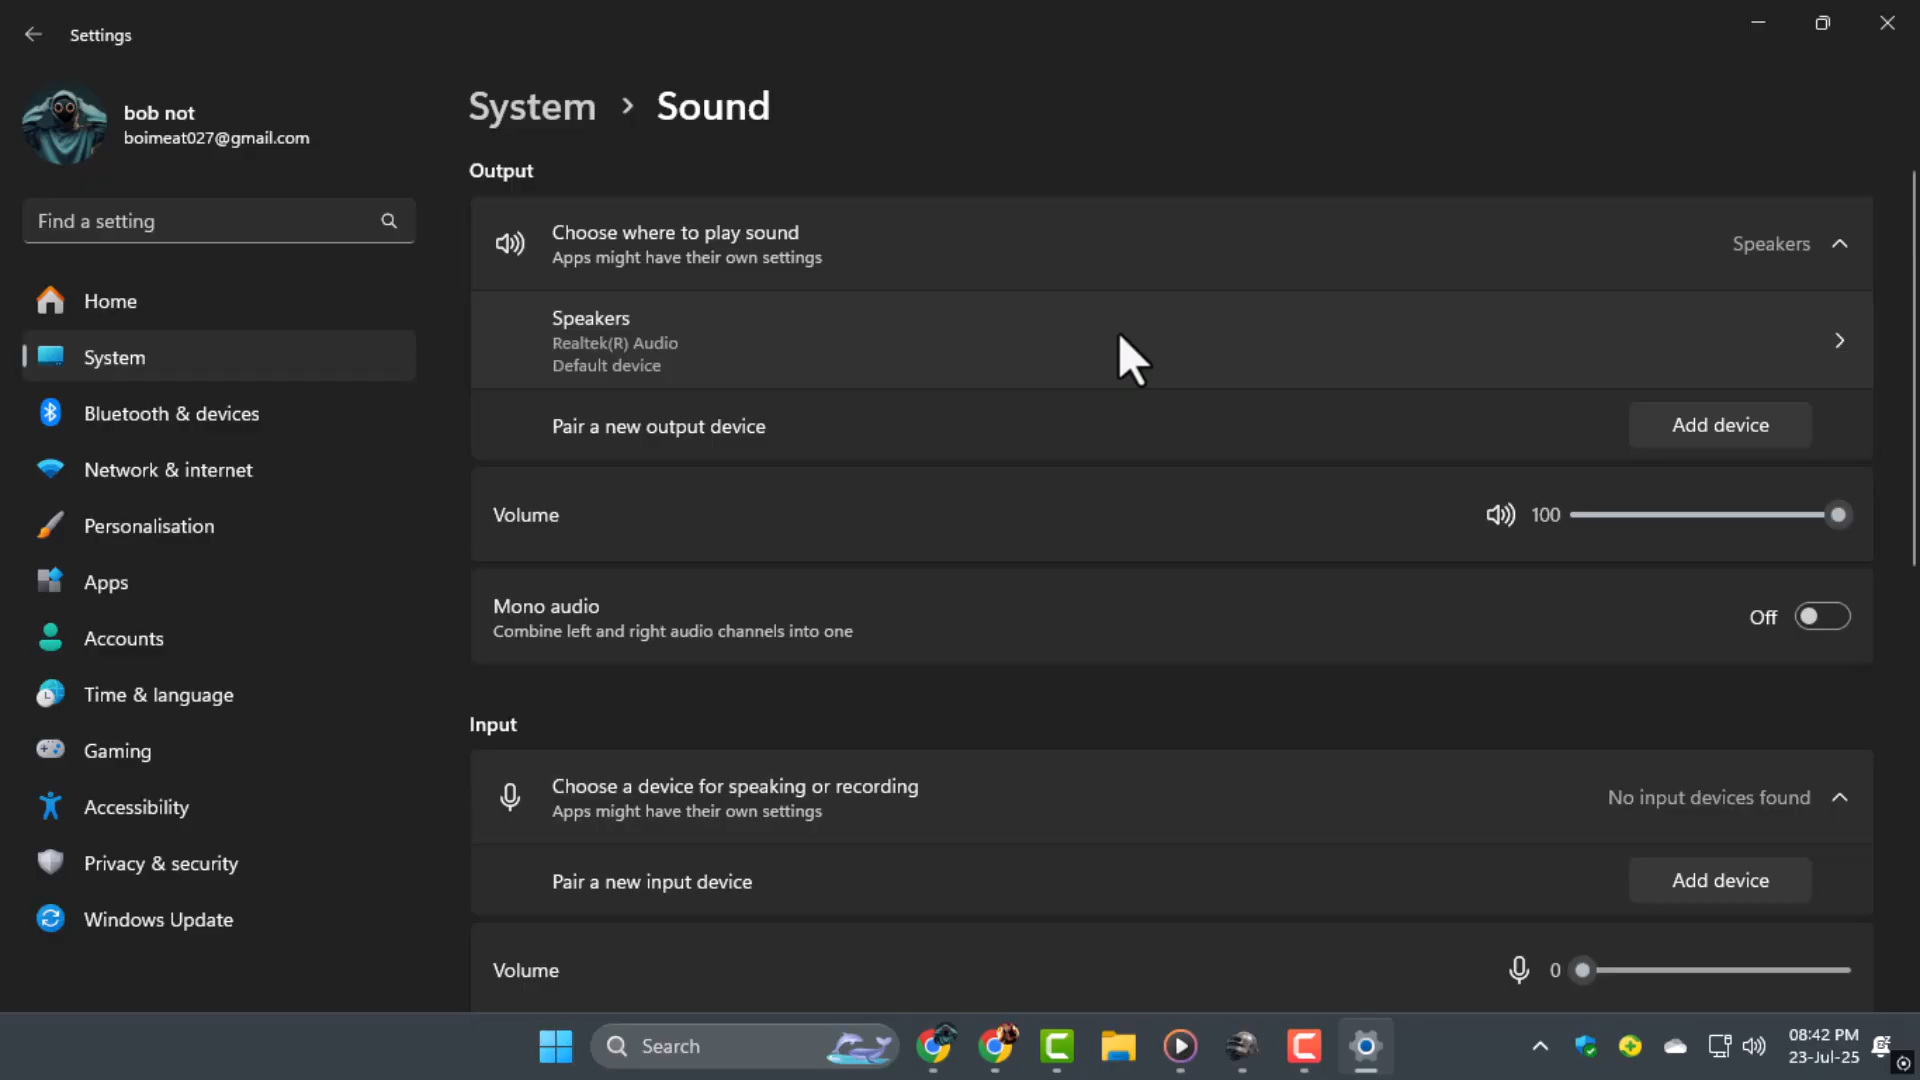 Settings
bob not
boimeat027@gmail.com
Find a setting
Home
System
Bluetooth & devices
Network & internet
Personalisation
Apps
Accounts
Time & language
Gaming
Accessibility
Privacy & security
Windows Update
System > Sound
Output
Choose where to play sound
Apps might have their own settings
Speakers
Speakers
Realtek(R) Audio
Default device
Pair a new output device
Add device
Volume
100
Mono audio
Combine left and right audio channels into one
Off
Input
Choose a device for speaking or recording
Apps might have their own settings
No input devices found
Pair a new input device
Add device
Volume
0
Search
08:42 PM
23-Jul-25